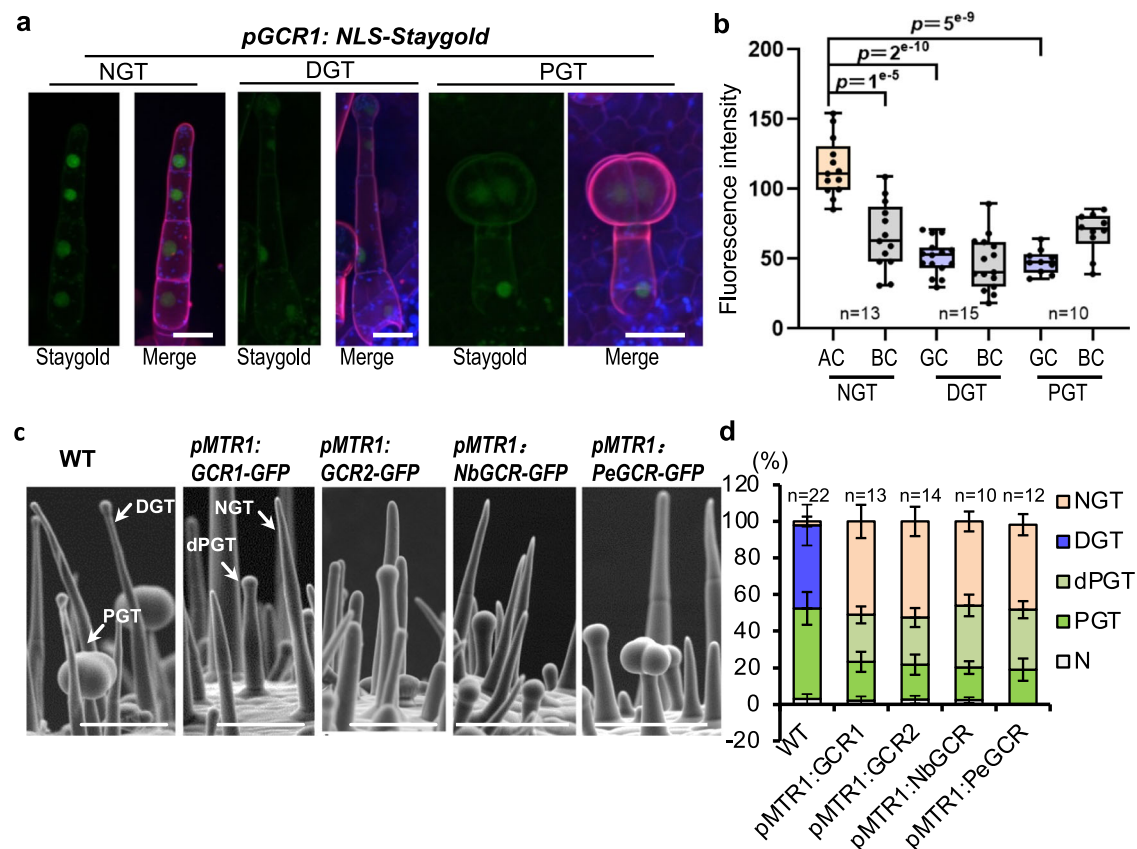 a
pGCR1: NLS-Staygold
NGT DGT PGT
Staygold Merge Staygold Merge Staygold Merge
b
Fluorescence intensity
200
150
100
50
0
p=5e-9
p=2e-10
p=1e-5
n=13 n=15 n=10
AC BC GC BC GC BC
NGT DGT PGT
c
WT
pMTR1:
GCR1-GFP
pMTR1:
GCR2-GFP
pMTR1:
NbGCR-GFP
pMTR1:
PeGCR-GFP
DGT
PGT
NGT
dPGT
d
(%)
120
100
80
60
40
20
0
-20
n=22 n=13 n=14 n=10 n=12
WT
pMTR1:GCR1
pMTR1:GCR2
pMTR1:NbGCR
pMTR1:PeGCR
NGT
DGT
dPGT
PGT
N